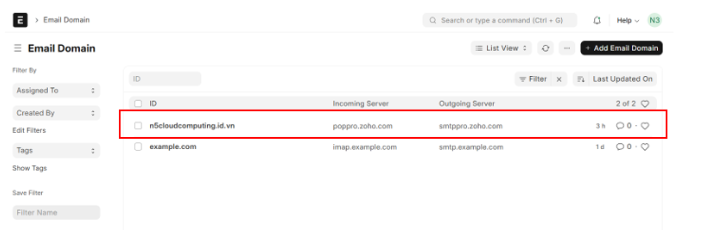 E > Email Domain Search or type a command (Ctrl + G) Help N3
Email Domain List View + Add Email Domain
Filter By
Assigned To
Created By
Edit Filters
Tags
Show Tags
Save Filter
Filter Name
ID Filter × Last Updated On
ID Incoming Server Outgoing Server 2 of 2
n5cloudcomputing.id.vn poppro.zoho.com smtppro.zoho.com 3 h 0
example.com imap.example.com smtp.example.com 1 d 0